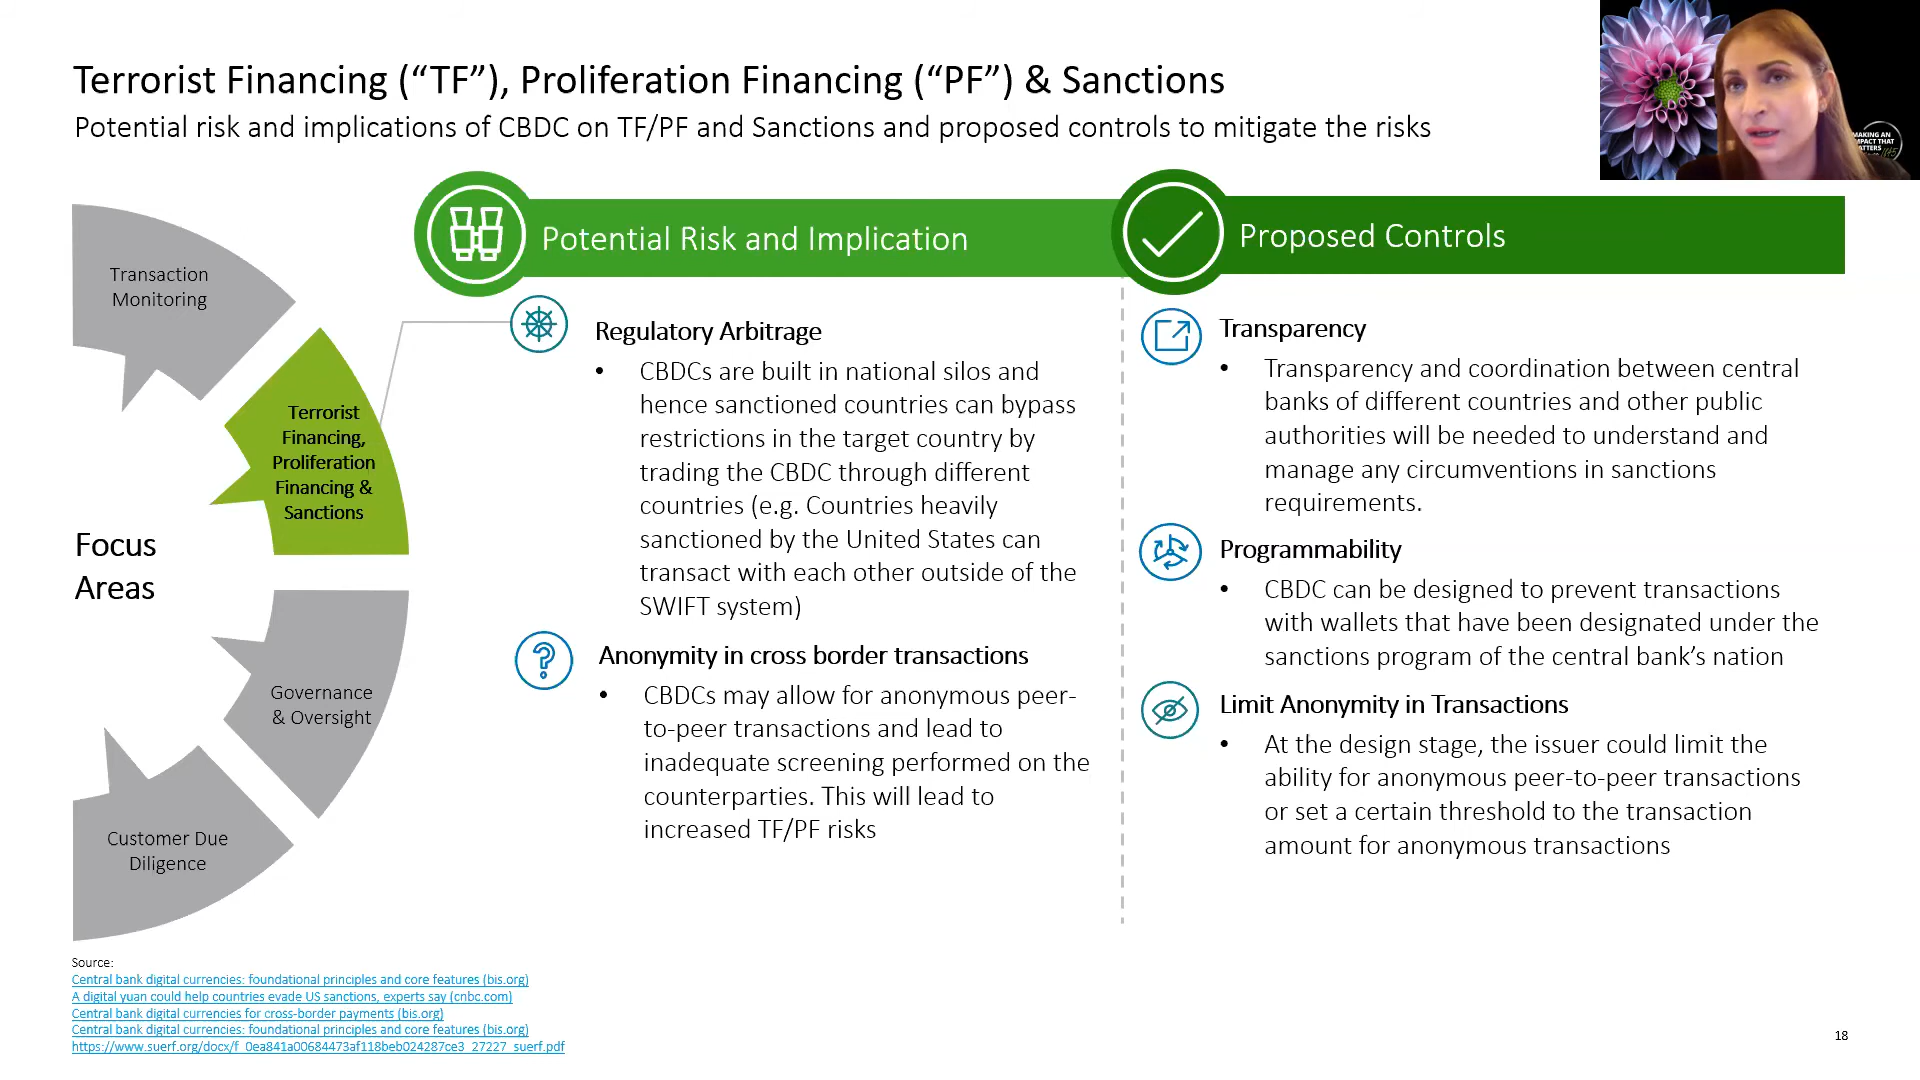 Terrorist Financing (“TF”), Proliferation Financing (“PF”) & Sanctions
Potential risk and implications of CBDC on TF/PF and Sanctions and proposed controls to mitigate the risks
MAKING AN
IMPACT THAT
MATTERS
Transaction
Monitoring
Terrorist
Financing,
Proliferation
Financing &
Sanctions
Focus
Areas
Governance
& Oversight
Customer Due
Diligence
Potential Risk and Implication
Regulatory Arbitrage
• CBDCs are built in national silos and
hence sanctioned countries can bypass
restrictions in the target country by
trading the CBDC through different
countries (e.g. Countries heavily
sanctioned by the United States can
transact with each other outside of the
SWIFT system)
Anonymity in cross border transactions
• CBDCs may allow for anonymous peer-
to-peer transactions and lead to
inadequate screening performed on the
counterparties. This will lead to
increased TF/PF risks
Proposed Controls
Transparency
• Transparency and coordination between central
banks of different countries and other public
authorities will be needed to understand and
manage any circumventions in sanctions
requirements.
Programmability
• CBDC can be designed to prevent transactions
with wallets that have been designated under the
sanctions program of the central bank’s nation
Limit Anonymity in Transactions
• At the design stage, the issuer could limit the
ability for anonymous peer-to-peer transactions
or set a certain threshold to the transaction
amount for anonymous transactions
Source:
Central bank digital currencies: foundational principles and core features (bis.org)
A digital yuan could help countries evade US sanctions, experts say (cnbc.com)
Central bank digital currencies for cross-border payments (bis.org)
Central bank digital currencies: foundational principles and core features (bis.org)
https://www.suerf.org/docx/f_0ea841a00684473af118beb024287ce3_27227_suerf.pdf
18